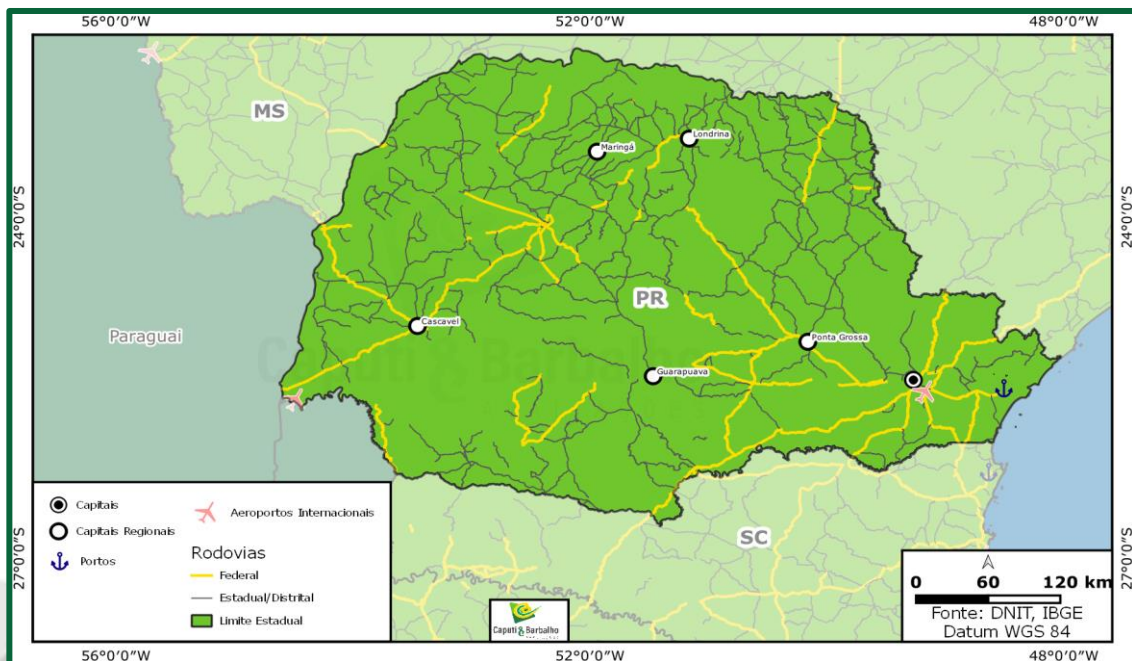 56°0'0"W
52°0'0"W
48°0'0"W
MS
Londrina
Maringá
24°0'0"S
24°0'0"S
PR
Paraguai
Cascavel
Ponta Grossa
Caputi & Barbalho
Guarapuava
Capitais
Capitais Regionais
Portos
Aeroportos Internacionais
Rodovias
Federal
Estadual/Distrital
Limite Estadual
SC
27°0'0"S
27°0'0"S
0 60 120 km
Fonte: DNIT, IBGE
Datum WGS 84
Caputi & Barbalho
56°0'0"W
52°0'0"W
48°0'0"W